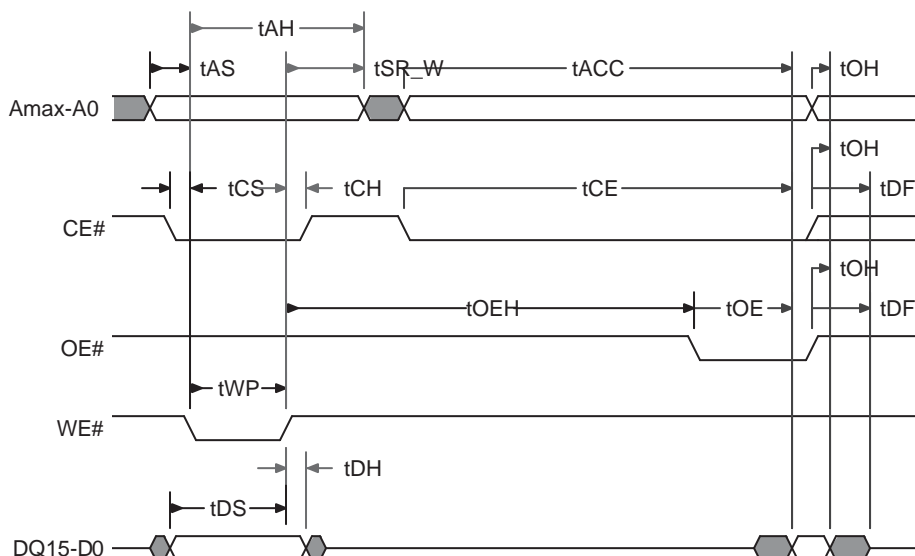 tAH
tAS tSR_W tACC tOH
Amax-A0
tOH
tCS tCH tCE tDF
CE#
tOH
tOEH tOE tDF
OE#
tWP
WE#
tDH
tDS
DQ15-D0